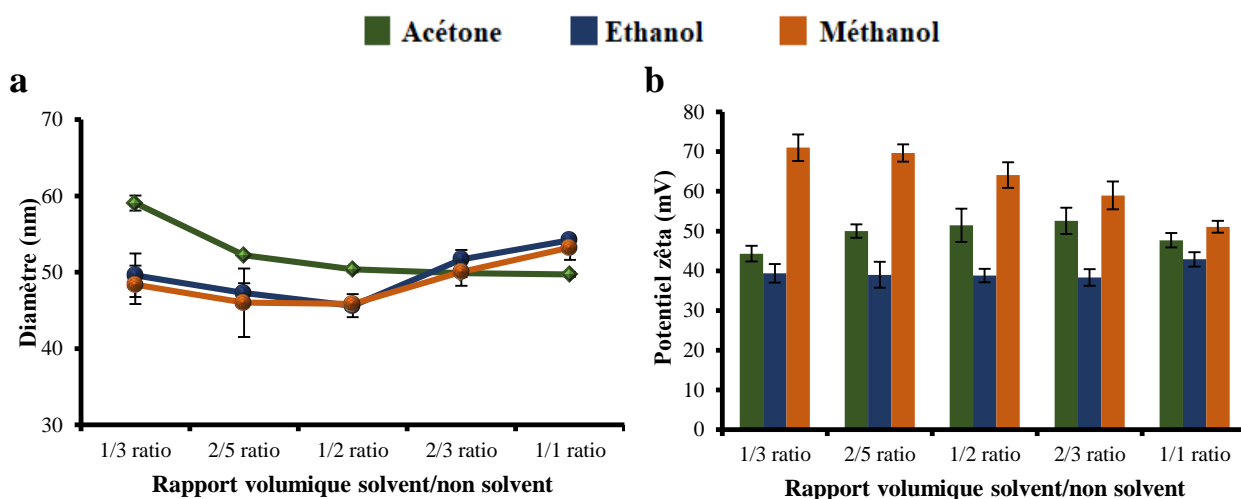 Acétone Ethanol Méthanol
a
Diamètre (nm)
70
60
50
40
30
1/3 ratio 2/5 ratio 1/2 ratio 2/3 ratio 1/1 ratio
Rapport volumique solvent/non solvent
b
Potentiel zêta (mV)
80
70
60
50
40
30
20
10
0
1/3 ratio 2/5 ratio 1/2 ratio 2/3 ratio 1/1 ratio
Rapport volumique solvent/non solvent